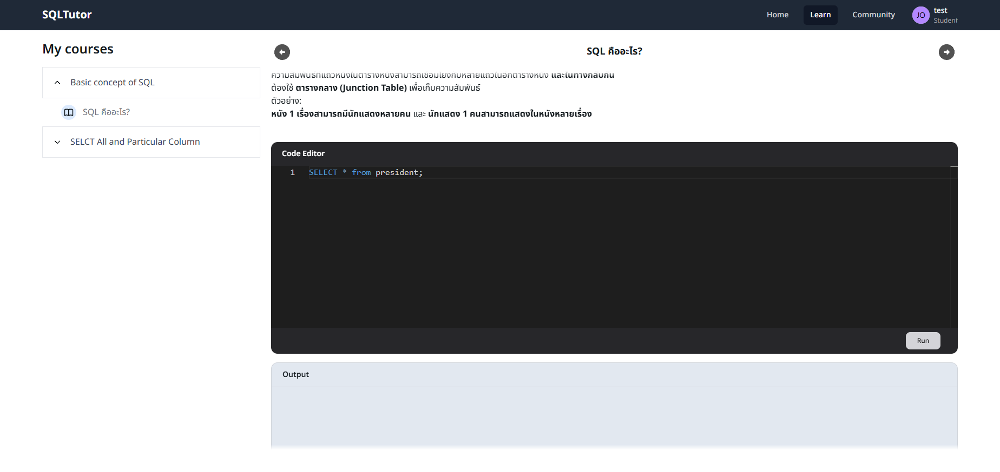 SQLTutor
Home
Learn
Community
JO
test
Student
My courses
Basic concept of SQL
SQL คืออะไร?
SELCT All and Particular Column
SQL คืออะไร?
ความสัมพันธ์ที่แถวหนึ่งในตารางหนึ่งสามารถเชื่อมโยงกับหลายแถวในอีกตารางหนึ่ง และในทางกลับกัน
ต้องใช้ ตารางกลาง (Junction Table) เพื่อเก็บความสัมพันธ์
ตัวอย่าง:
หนัง 1 เรื่องสามารถมีนักแสดงหลายคน และ นักแสดง 1 คนสามารถแสดงในหนังหลายเรื่อง
Code Editor
1 SELECT * from president;
Run
Output